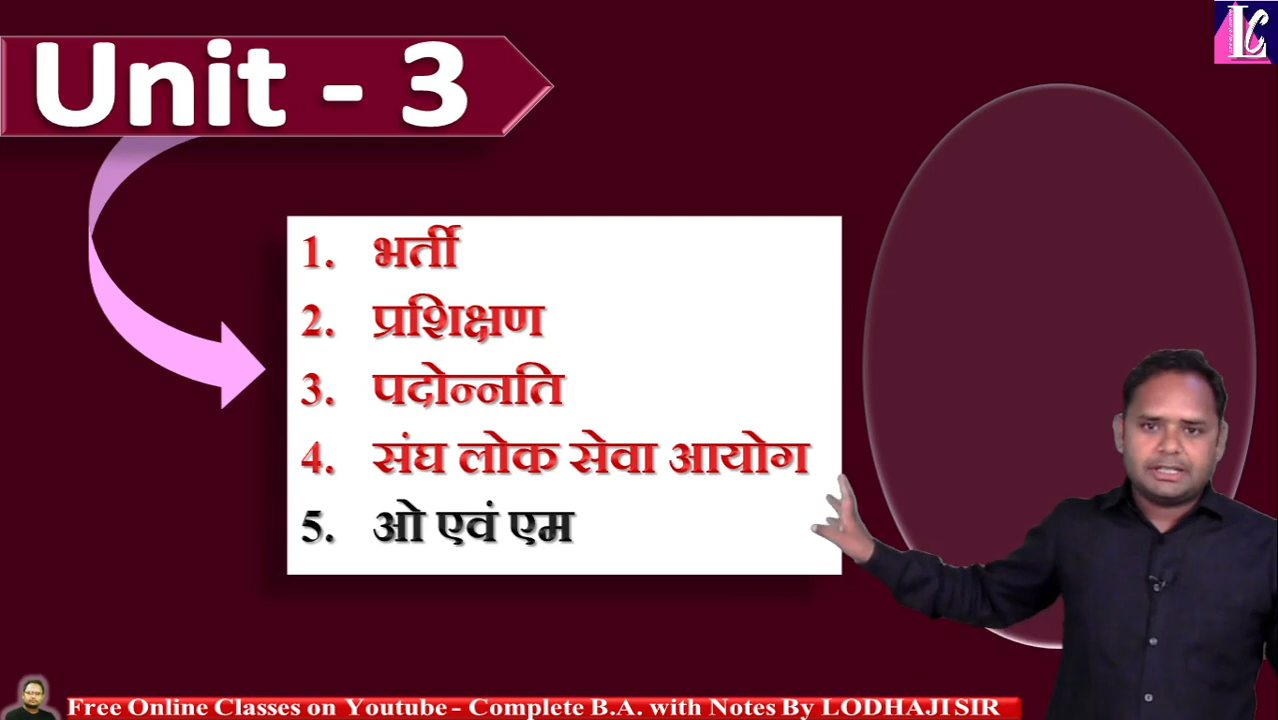 Unit - 3
LC
1. भर्ती
2. प्रशिक्षण
3. पदोन्नति
4. संघ लोक सेवा आयोग
5. ओ एवं एम
Free Online Classes on Youtube - Complete B.A. with Notes By LODHAJI SIR